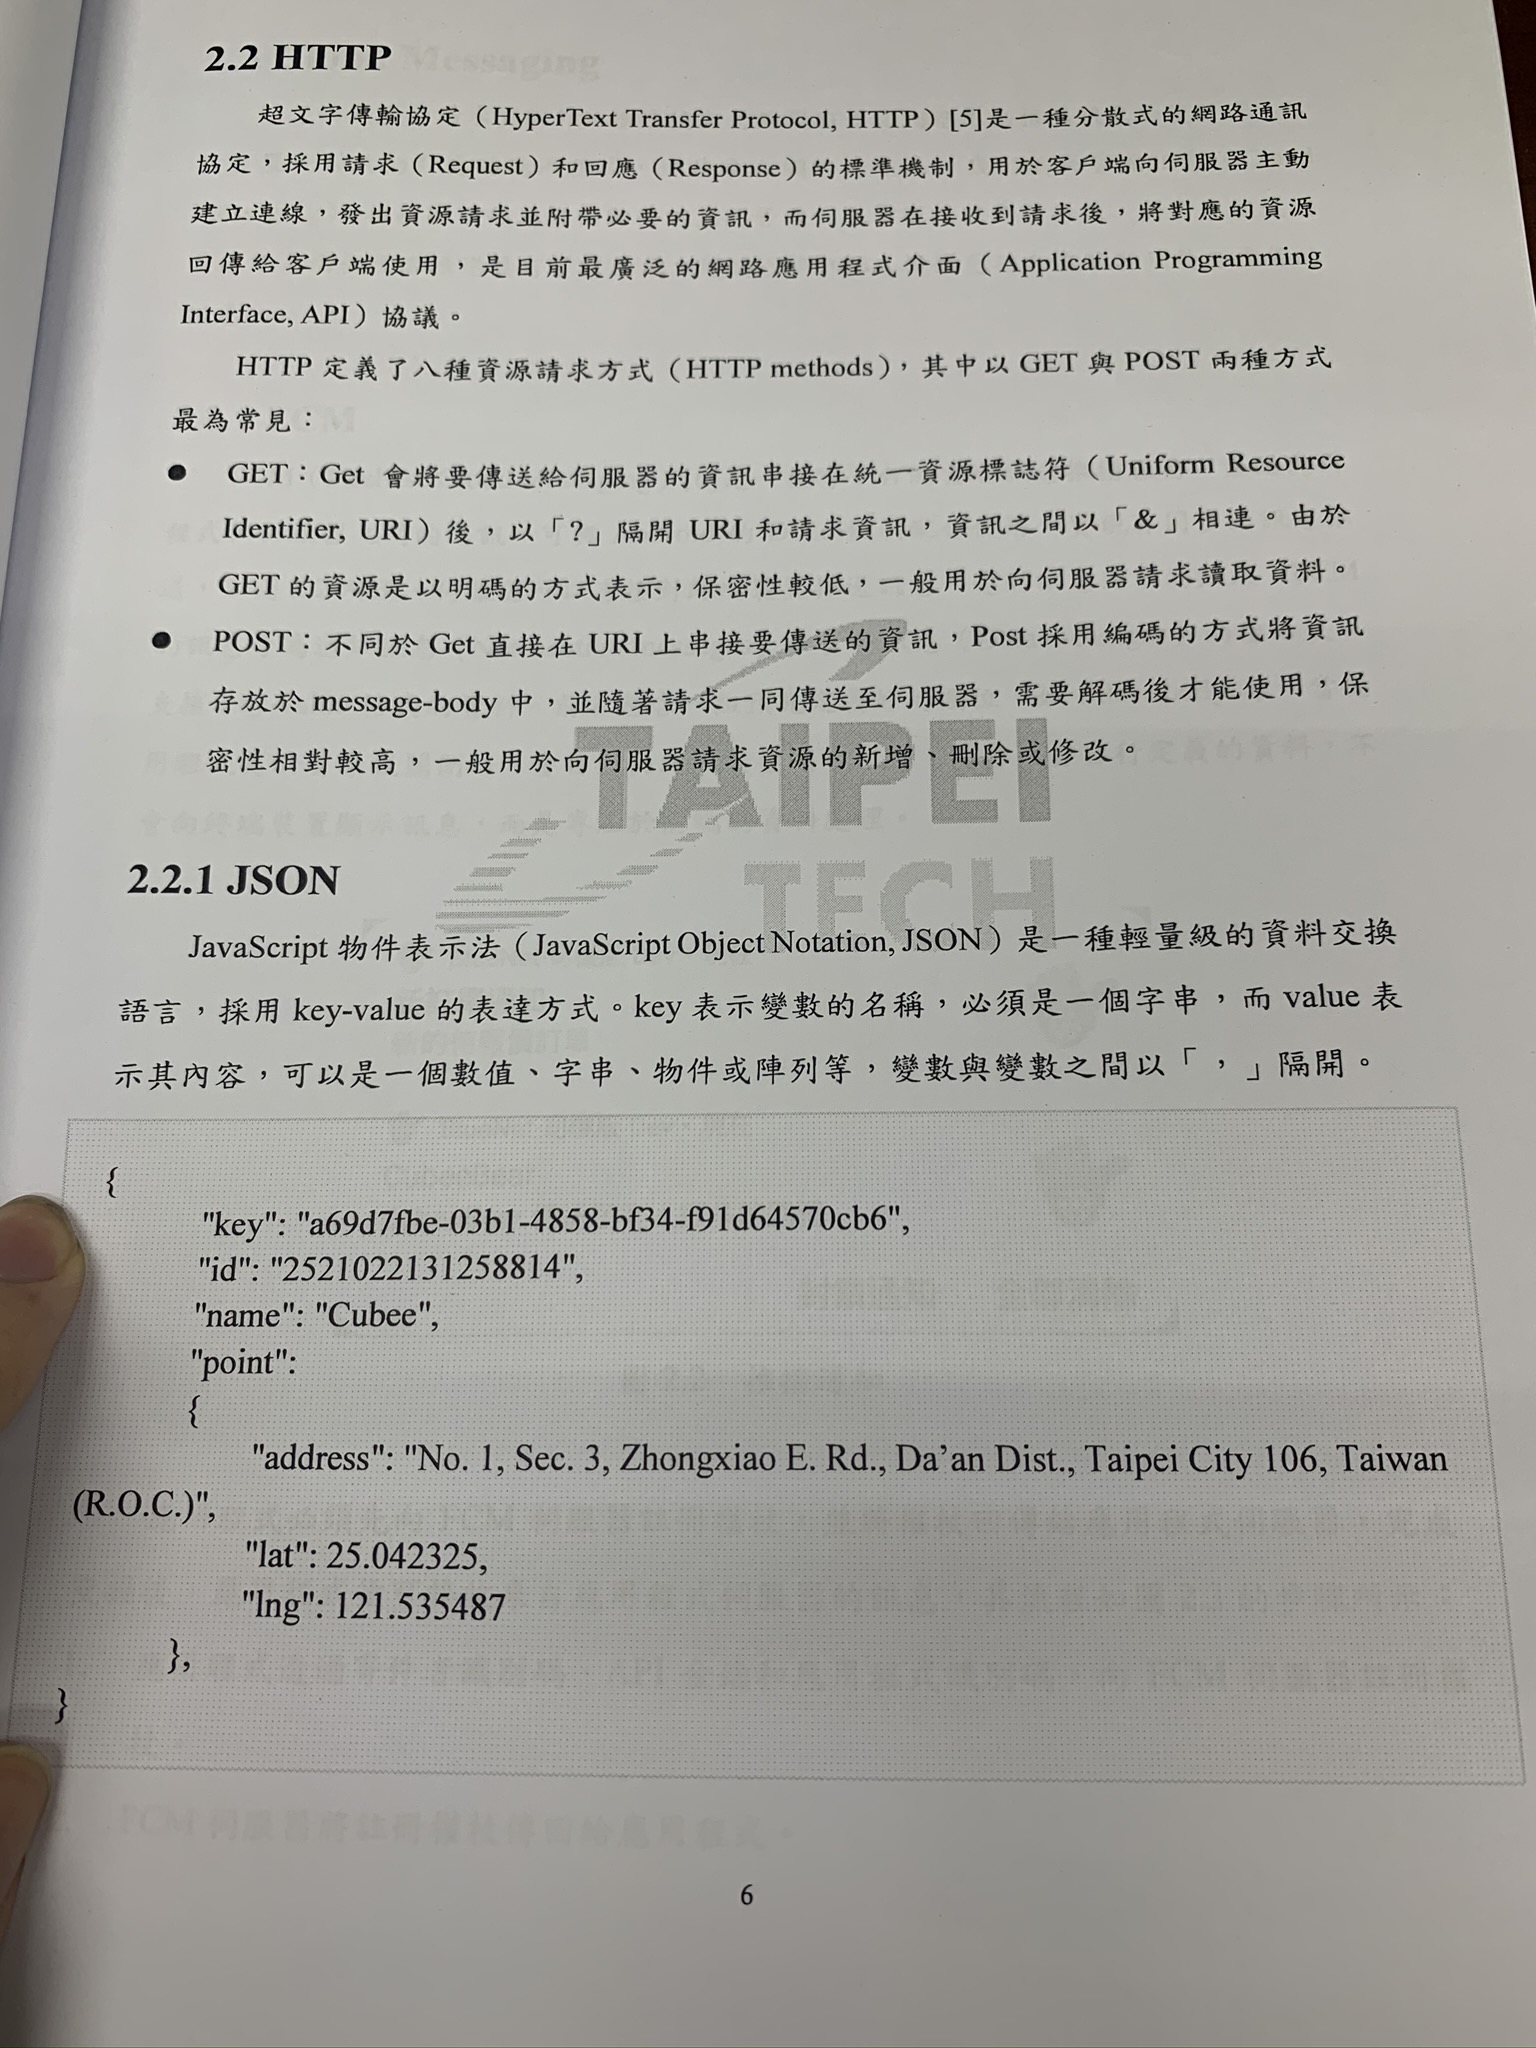 2.2 HTTP
超文字傳輸協定（HyperText Transfer Protocol, HTTP）[5]是一種分散式的網路通訊
協定，採用請求（Request）和回應（Response）的標準機制，用於客戶端向伺服器主動
建立連線，發出資源請求並附帶必要的資訊，而伺服器在接收到請求後，將對應的資源
回傳給客戶端使用，是目前最廣泛的網路應用程式介面（Application Programming
Interface, API）協議。
HTTP 定義了八種資源請求方式（HTTP methods），其中以 GET 與 POST 兩種方式
最為常見：
● GET：Get 會將要傳送給伺服器的資訊串接在統一資源標誌符（Uniform Resource
Identifier, URI）後，以「?」隔開 URI 和請求資訊，資訊之間以「&」相連。由於
GET 的資源是以明碼的方式表示，保密性較低，一般用於向伺服器請求讀取資料。
● POST：不同於 Get 直接在 URI 上串接要傳送的資訊，Post 採用編碼的方式將資訊
存放於 message-body 中，並隨著請求一同傳送至伺服器，需要解碼後才能使用，保
密性相對較高，一般用於向伺服器請求資源的新增、刪除或修改。
TAIPEI
TECH
2.2.1 JSON
JavaScript 物件表示法（JavaScript Object Notation, JSON）是一種輕量級的資料交換
語言，採用 key-value 的表達方式。key 表示變數的名稱，必須是一個字串，而 value 表
示其內容，可以是一個數值、字串、物件或陣列等，變數與變數之間以「，」隔開。
{
"key": "a69d7fbe-03b1-4858-bf34-f91d64570cb6",
"id": "2521022131258814",
"name": "Cubee",
"point":
{
"address": "No. 1, Sec. 3, Zhongxiao E. Rd., Da’an Dist., Taipei City 106, Taiwan
(R.O.C.)",
"lat": 25.042325,
"lng": 121.535487
},
}
6